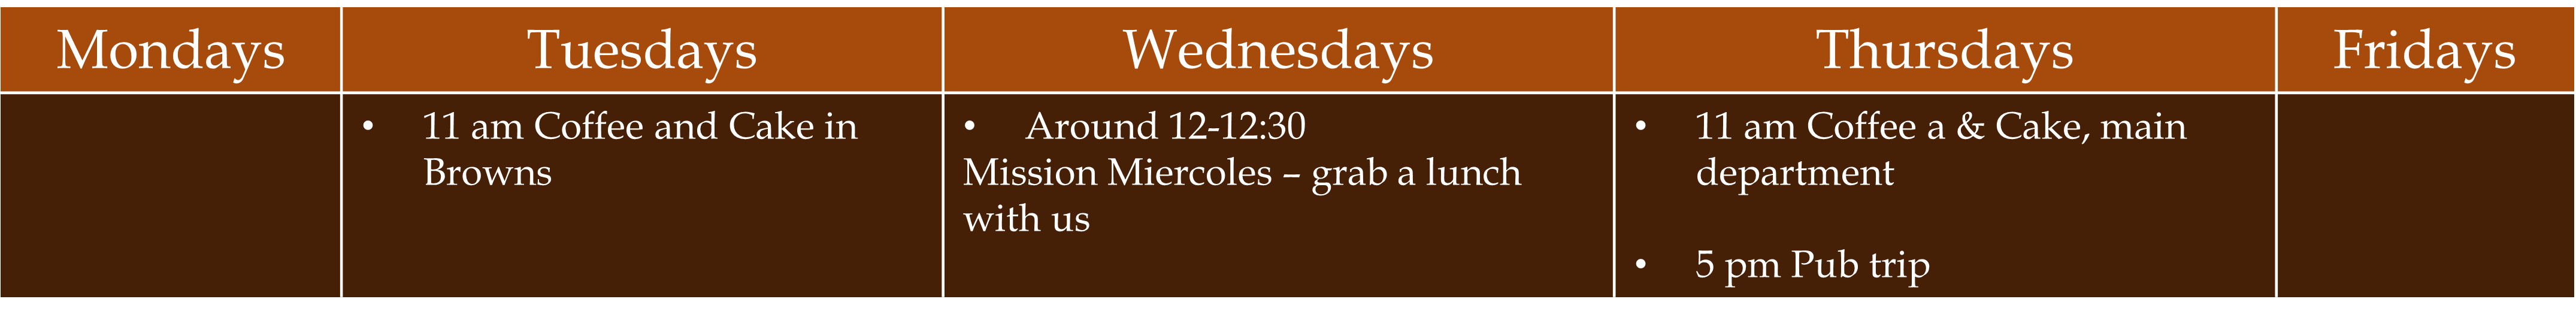 Mondays
Tuesdays
Wednesdays
Thursdays
Fridays
• 11 am Coffee and Cake in
Browns
• Around 12-12:30
Mission Miercoles – grab a lunch
with us
• 11 am Coffee a & Cake, main
department
• 5 pm Pub trip